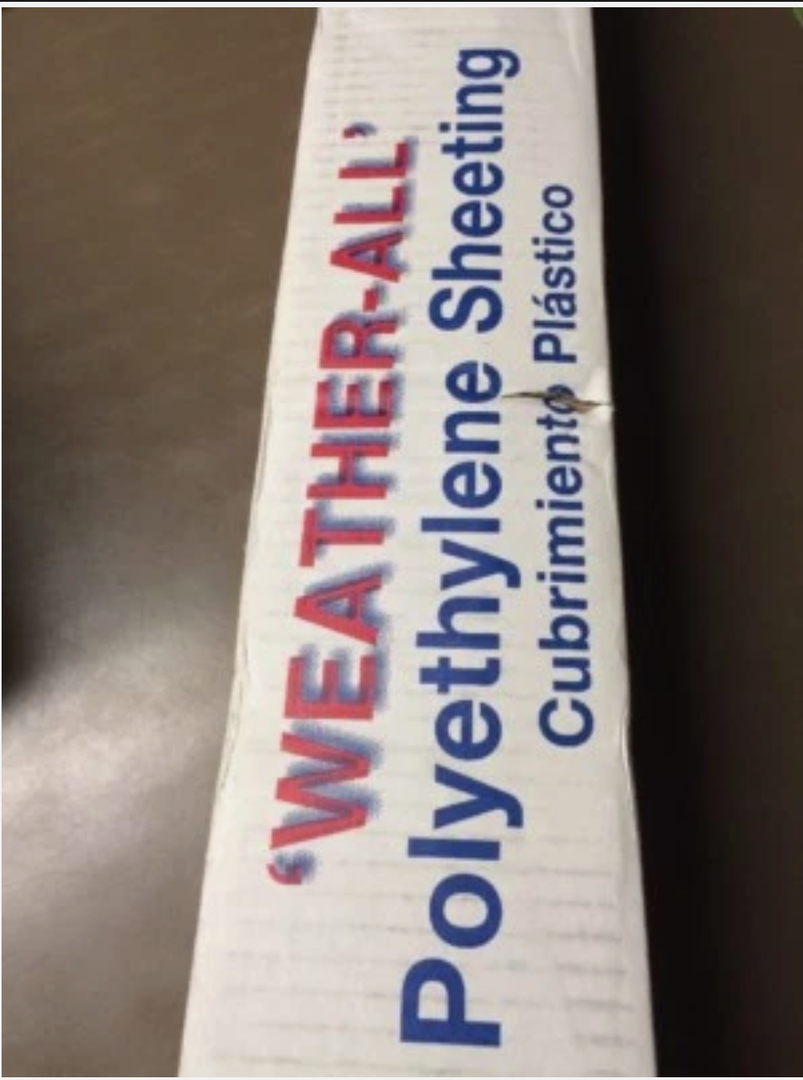 ‘WEATHER-ALL’
Polyethylene Sheeting
Cubrimiento Plástico